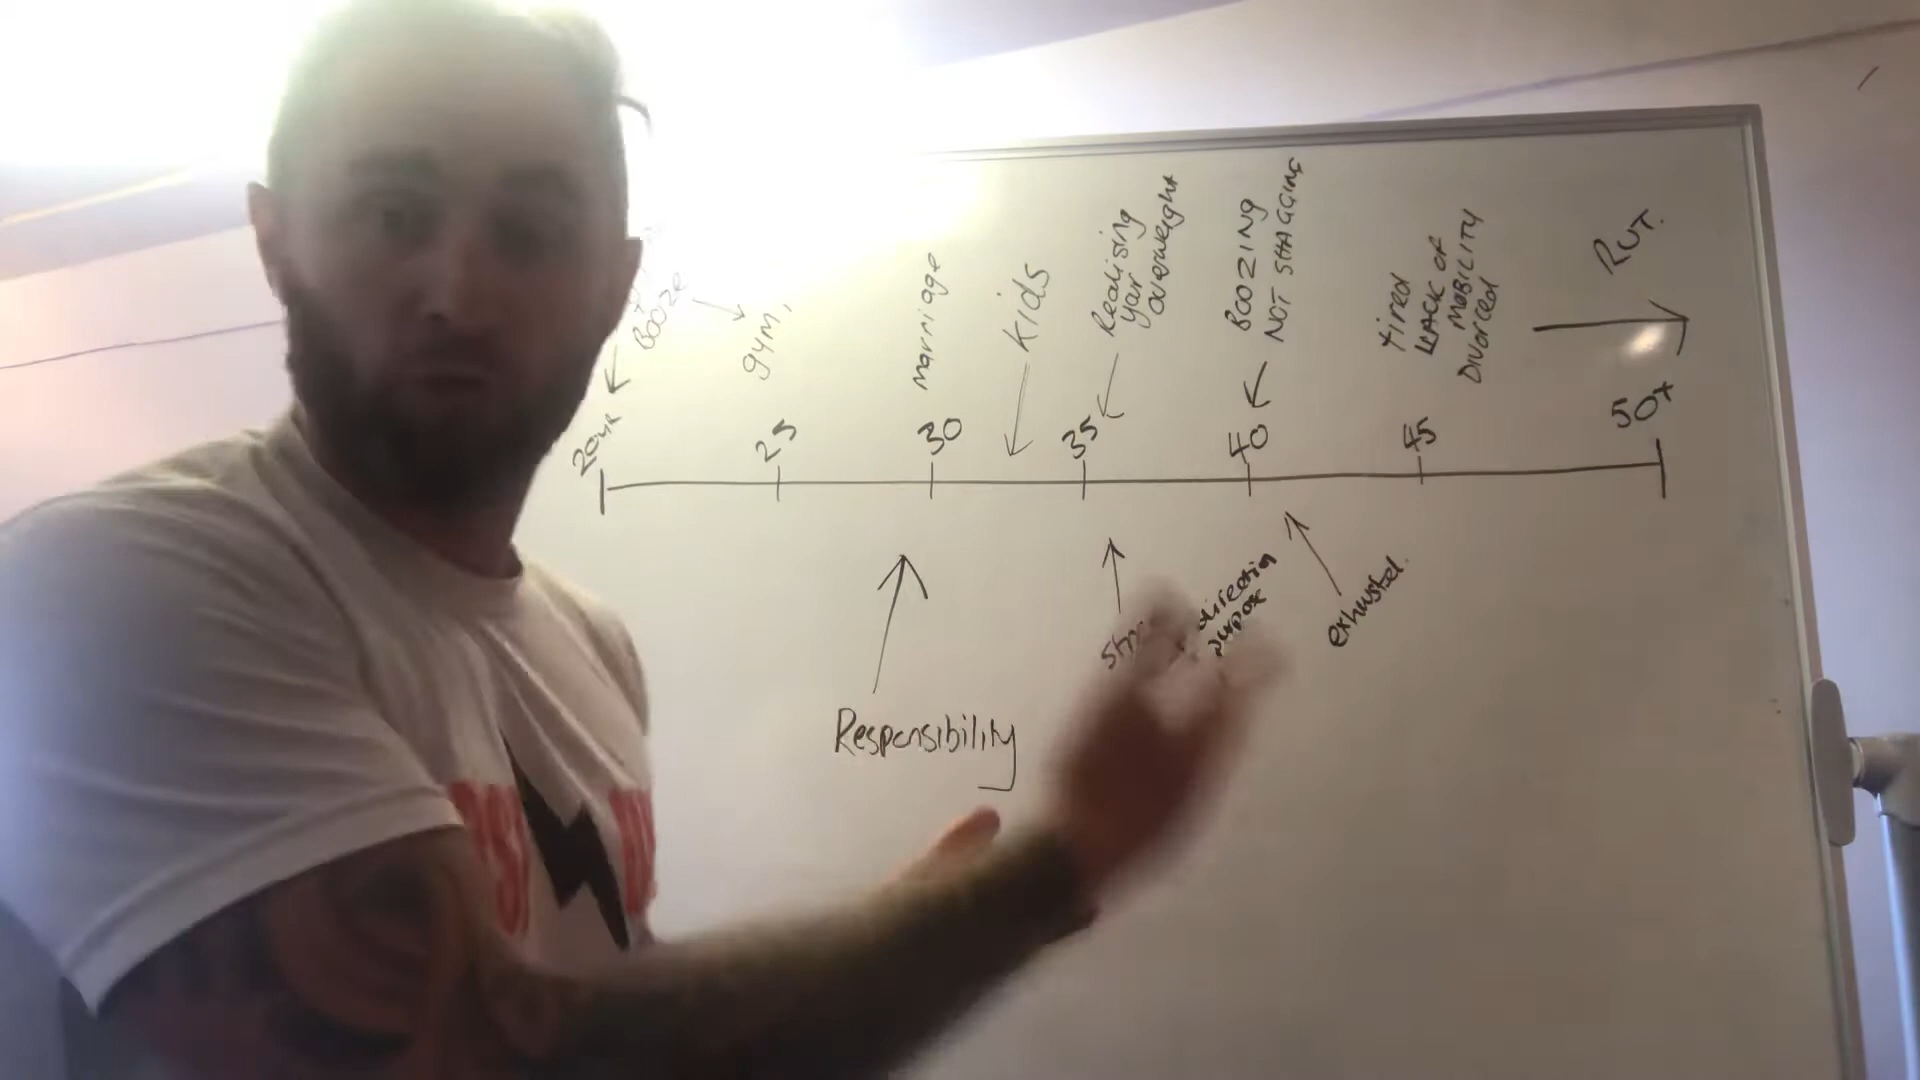 Booze
gym,
marriage
kids
Realising
your
overweight
BOOZING
NOT SHAGGING
tired
LACK OF
MOBILITY
Divorced
RUT.
25
30
35
40
45
50+
Responsibility
direction
purpose
exhusted.